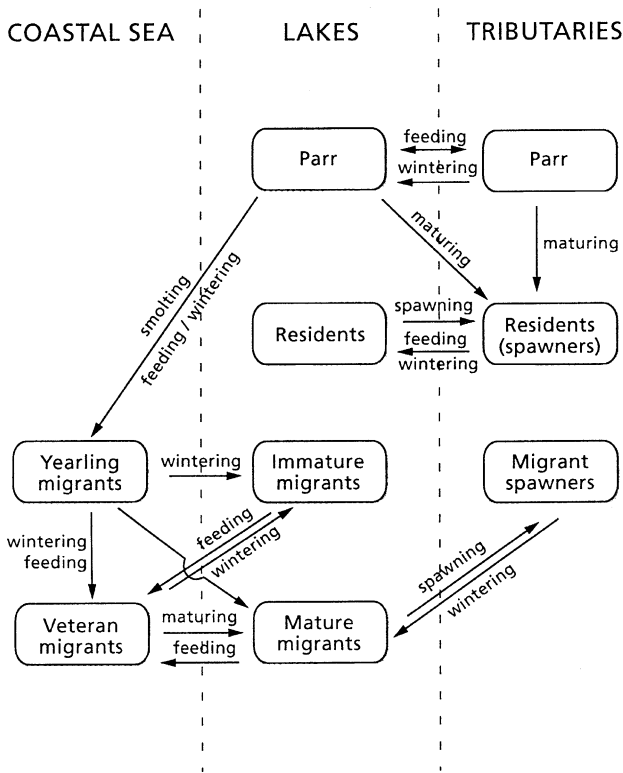 COASTAL SEA
LAKES
TRIBUTARIES
Parr
feeding
wintering
Parr
maturing
maturing
smolting
feeding / wintering
Residents
spawning
feeding
wintering
Residents
(spawners)
Yearling
migrants
wintering
Immature
migrants
Migrant
spawners
wintering
feeding
feeding
wintering
spawning
wintering
Veteran
migrants
maturing
feeding
Mature
migrants